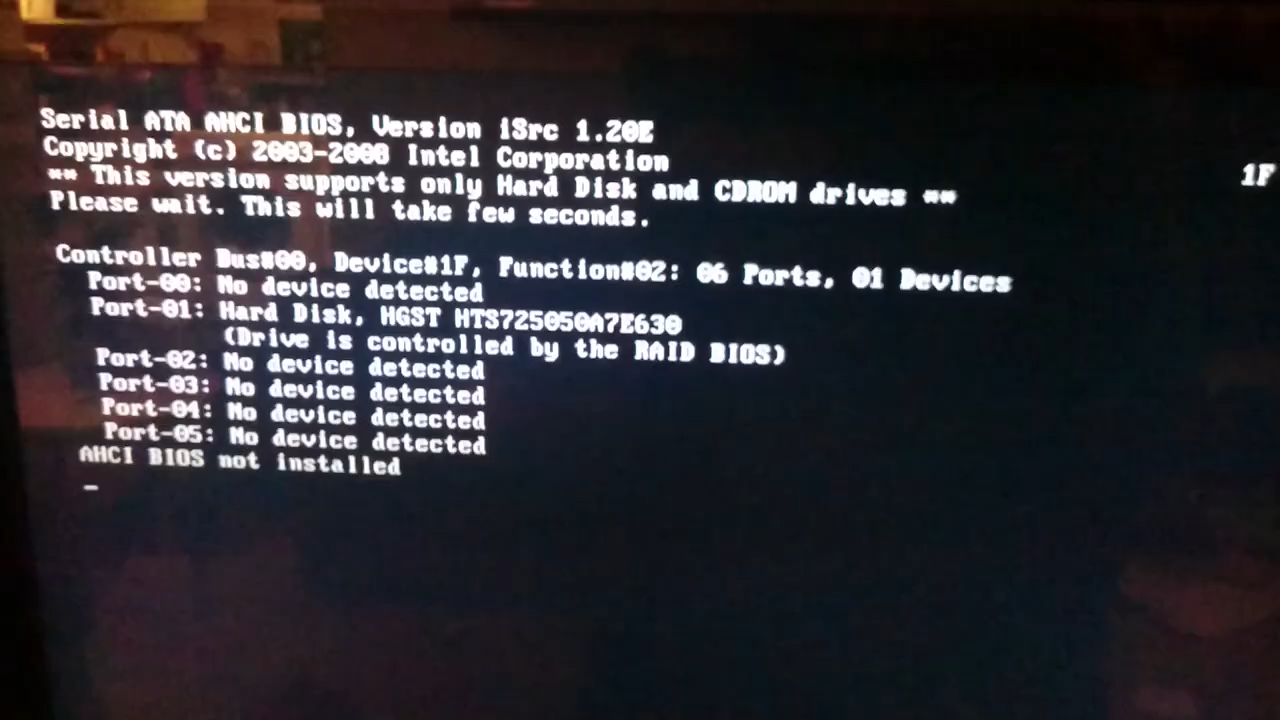 Serial ATA AHCI BIOS, Version iSrc 1.20E
Copyright (c) 2003-2008 Intel Corporation
** This version supports only Hard Disk and CDROM drives **
1F
Please wait. This will take few seconds.
Controller Bus#00, Device#1F, Function#02: 06 Ports, 01 Devices
Port-00: No device detected
Port-01: Hard Disk, HGST HTS725050A7E630
(Drive is controlled by the RAID BIOS)
Port-02: No device detected
Port-03: No device detected
Port-04: No device detected
Port-05: No device detected
AHCI BIOS not installed
_